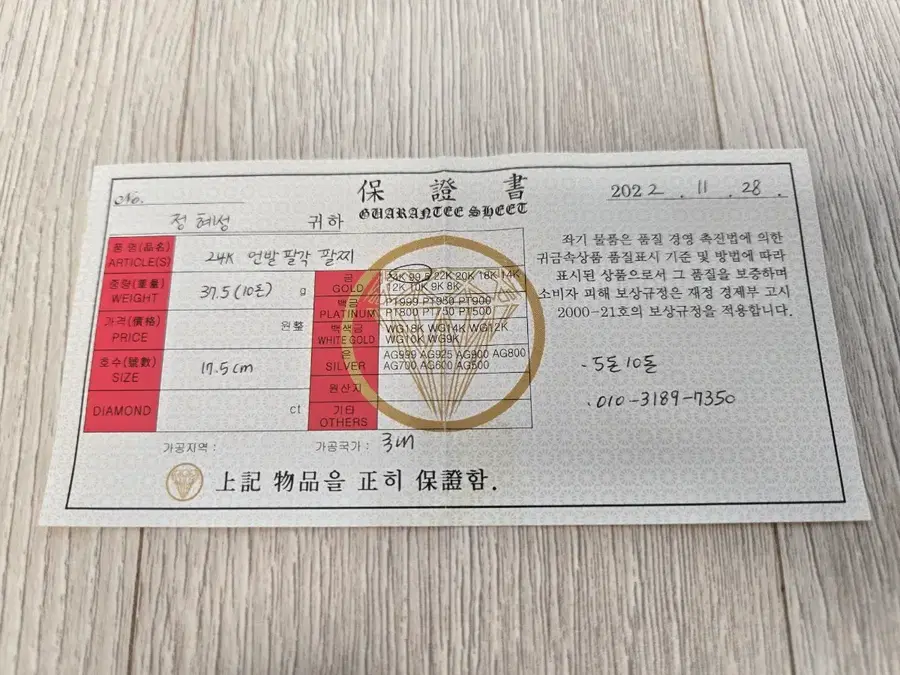 No.
保 證 書
GUARANTEE SHEET
2022 . 11 . 28 .
정 혜성 귀하
품 명(品名)
ARTICLE(S)
24K 언발 팔각 팔찌
중량(重量)
WEIGHT
37.5 (10돈) g
가격(價格)
PRICE
원整
호수(號數)
SIZE
17.5cm
DIAMOND
ct
금
GOLD
24K 99.5 22K 20K 18K 14K
12K 10K 9K 8K
백금
PLATINUM
PT999 PT950 PT900
PT800 PT750 PT500
백색금
WHITE GOLD
WG18K WG14K WG12K
WG10K WG9K
은
SILVER
AG999 AG925 AG900 AG800
AG700 AG600 AG500
원산지
기타
OTHERS
좌기 물품은 품질 경영 촉진법에 의한
귀금속상품 품질표시 기준 및 방법에 따라
표시된 상품으로서 그 품질을 보증하며
소비자 피해 보상규정은 재정 경제부 고시
2000-21호의 보상규정을 적용합니다.
- 5돈 10돈
. 010-3189-7350
가공지역 :
가공국가 :
上記 物品을 正히 保證함.